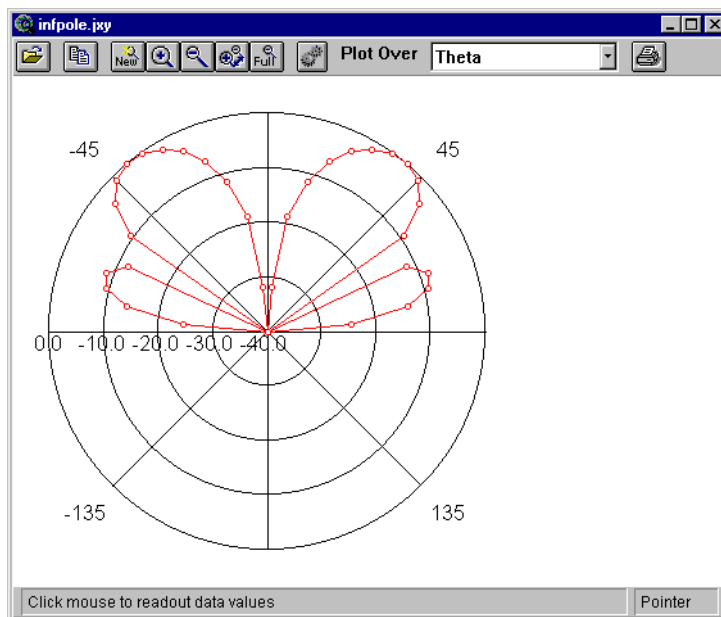 infpole.jxy
New Full Plot Over Theta
-45 45
0.0 -10.0 -20.0 -30.0 -40.0
-135 135
Click mouse to readout data values Pointer